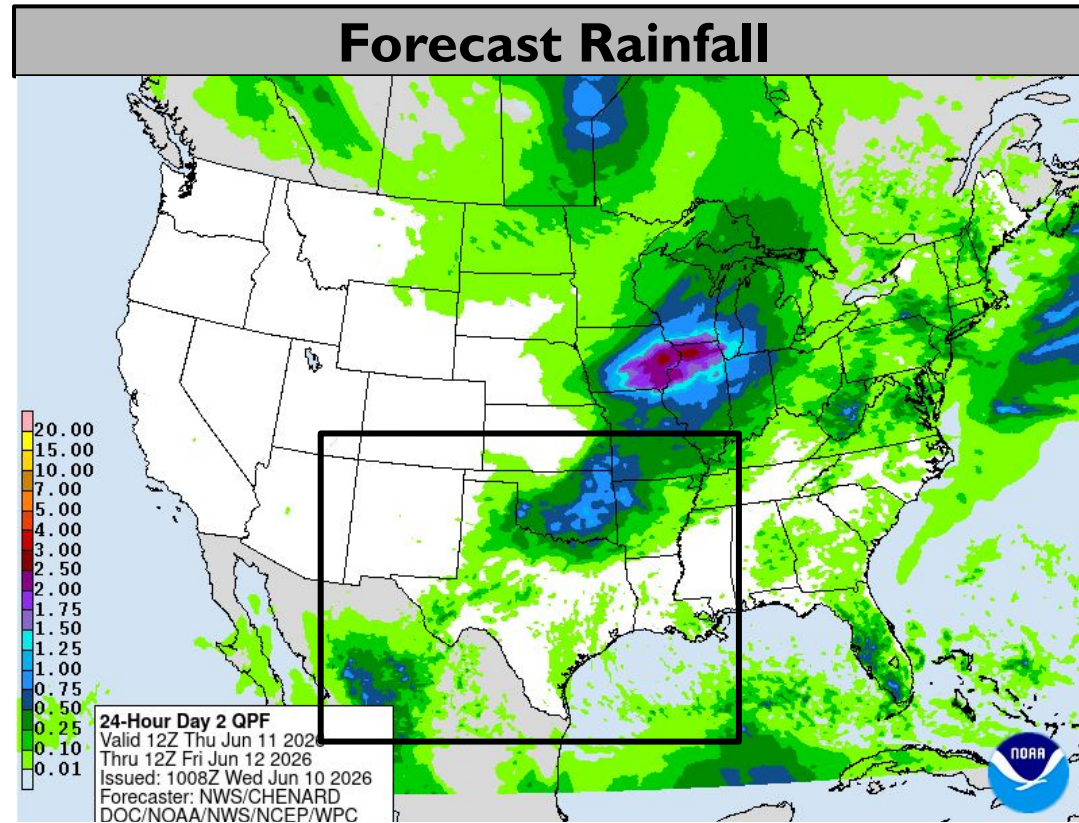 Forecast Rainfall
20.00
15.00
10.00
7.00
5.00
4.00
3.00
2.50
2.00
1.75
1.50
1.25
1.00
0.75
0.50
0.25
0.10
0.01
24-Hour Day 2 QPF
Valid 12Z Thu Jun 11 2026
Thru 12Z Fri Jun 12 2026
Issued: 1008Z Wed Jun 10 2026
Forecaster: NWS/CHENARD
DOC/NOAA/NWS/NCEP/WPC
NOAA